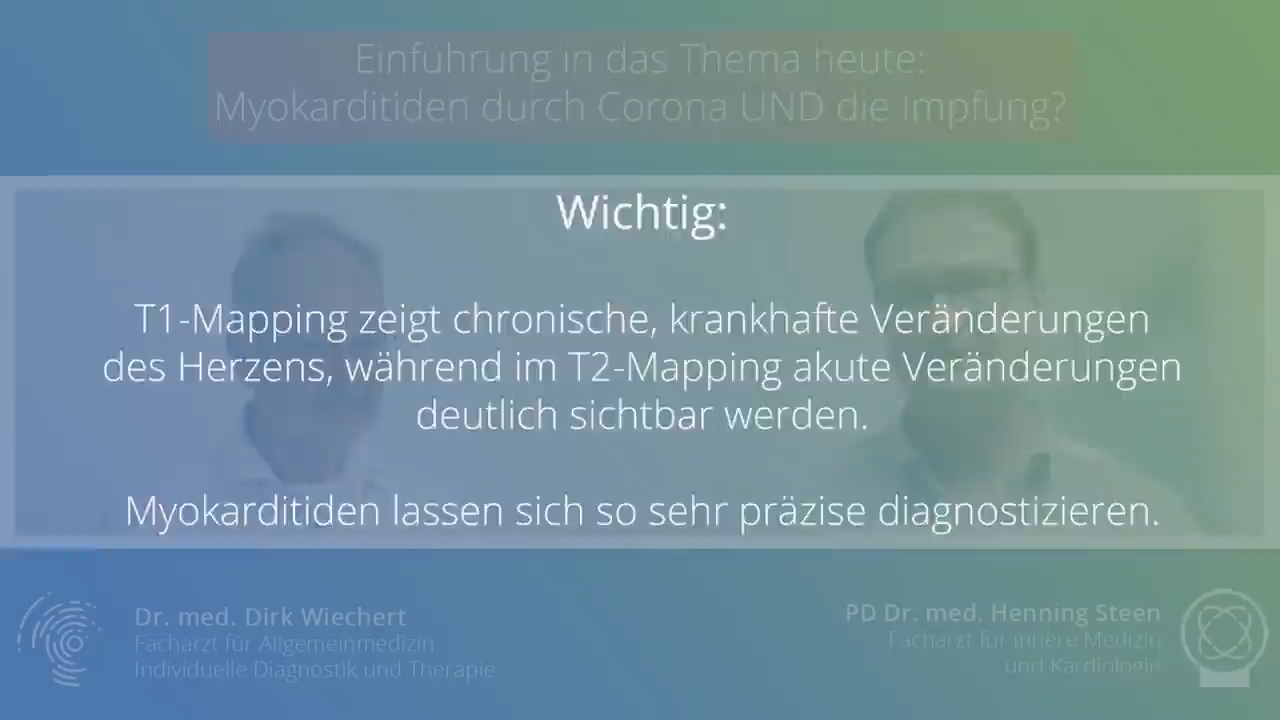 Einführung in das Thema heute:
Myokarditiden durch Corona UND die Impfung?
Wichtig:
T1-Mapping zeigt chronische, krankhafte Veränderungen
des Herzens, während im T2-Mapping akute Veränderungen
deutlich sichtbar werden.
Myokarditiden lassen sich so sehr präzise diagnostizieren.
Dr. med. Dirk Wiechert
Facharzt für Allgemeinmedizin
Individuelle Diagnostik und Therapie
PD Dr. med. Henning Steen
Facharzt für innere Medizin
und Kardiologie